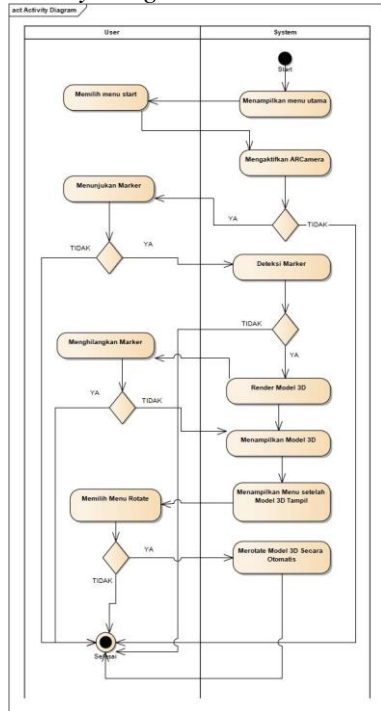 act Activity Diagram
User
System
Start
Memilih menu start
Menampilkan menu utama
Mengaktifkan ARCamera
Menunjukan Marker
YA
TIDAK
TIDAK
YA
Deteksi Marker
TIDAK
Menghilangkan Marker
YA
Render Model 3D
YA
TIDAK
Menampilkan Model 3D
Memilih Menu Rotate
Menampilkan Menu setelah
Model 3D Tampil
YA
Merotate Model 3D Secara
Otomatis
TIDAK
Selesai